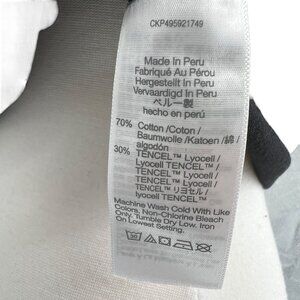 CKP495921749
Made In Peru
Fabriqué Au Pérou
Hergestellt In Peru
Vervaardigd In Peru
ペルー製
hecho en perú
70% Cotton/Coton/
Baumwolle/Katoen/綿/
algodón
30% TENCEL™ Lyocell/
Lyocell TENCEL™/
TENCEL™ Lyocell/
TENCEL™ Lyocell/
TENCEL™ リヨセル/
lyocell TENCEL™
Machine Wash Cold With Like
Colors, Non-Chlorine Bleach
Only, Tumble Dry Low, Iron On
Lowest Setting.